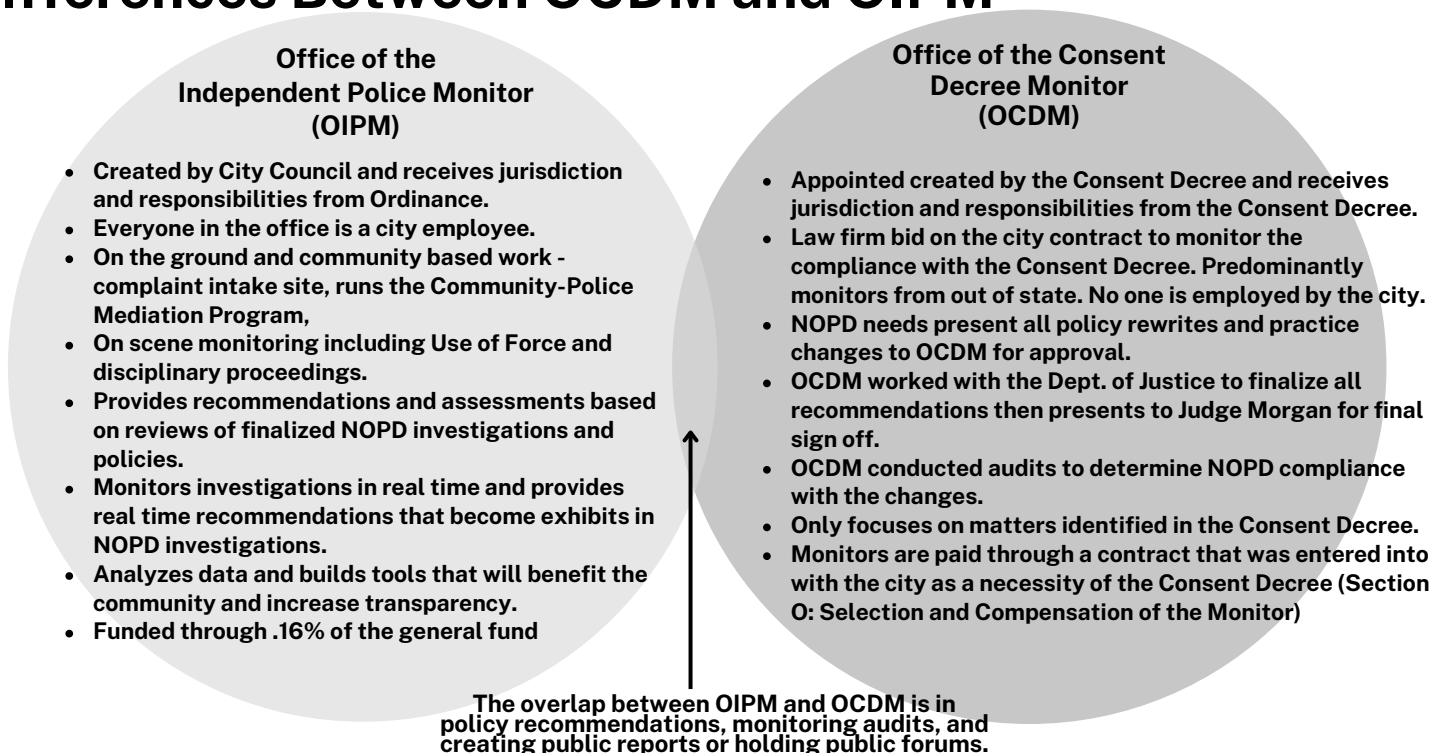 Between OCDM and OIPM
Office of the
Independent Police Monitor
(OIPM)
• Created by City Council and receives jurisdiction
and responsibilities from Ordinance.
• Everyone in the office is a city employee.
• On the ground and community based work -
complaint intake site, runs the Community-Police
Mediation Program,
• On scene monitoring including Use of Force and
disciplinary proceedings.
• Provides recommendations and assessments based
on reviews of finalized NOPD investigations and
policies.
• Monitors investigations in real time and provides
real time recommendations that become exhibits in
NOPD investigations.
• Analyzes data and builds tools that will benefit the
community and increase transparency.
• Funded through .16% of the general fund
Office of the Consent
Decree Monitor
(OCDM)
• Appointed created by the Consent Decree and receives
jurisdiction and responsibilities from the Consent Decree.
• Law firm bid on the city contract to monitor the
compliance with the Consent Decree. Predominantly
monitors from out of state. No one is employed by the city.
• NOPD needs present all policy rewrites and practice
changes to OCDM for approval.
• OCDM worked with the Dept. of Justice to finalize all
recommendations then presents to Judge Morgan for final
sign off.
• OCDM conducted audits to determine NOPD compliance
with the changes.
• Only focuses on matters identified in the Consent Decree.
• Monitors are paid through a contract that was entered into
with the city as a necessity of the Consent Decree (Section
O: Selection and Compensation of the Monitor)
The overlap between OIPM and OCDM is in
policy recommendations, monitoring audits, and
creating public reports or holding public forums.